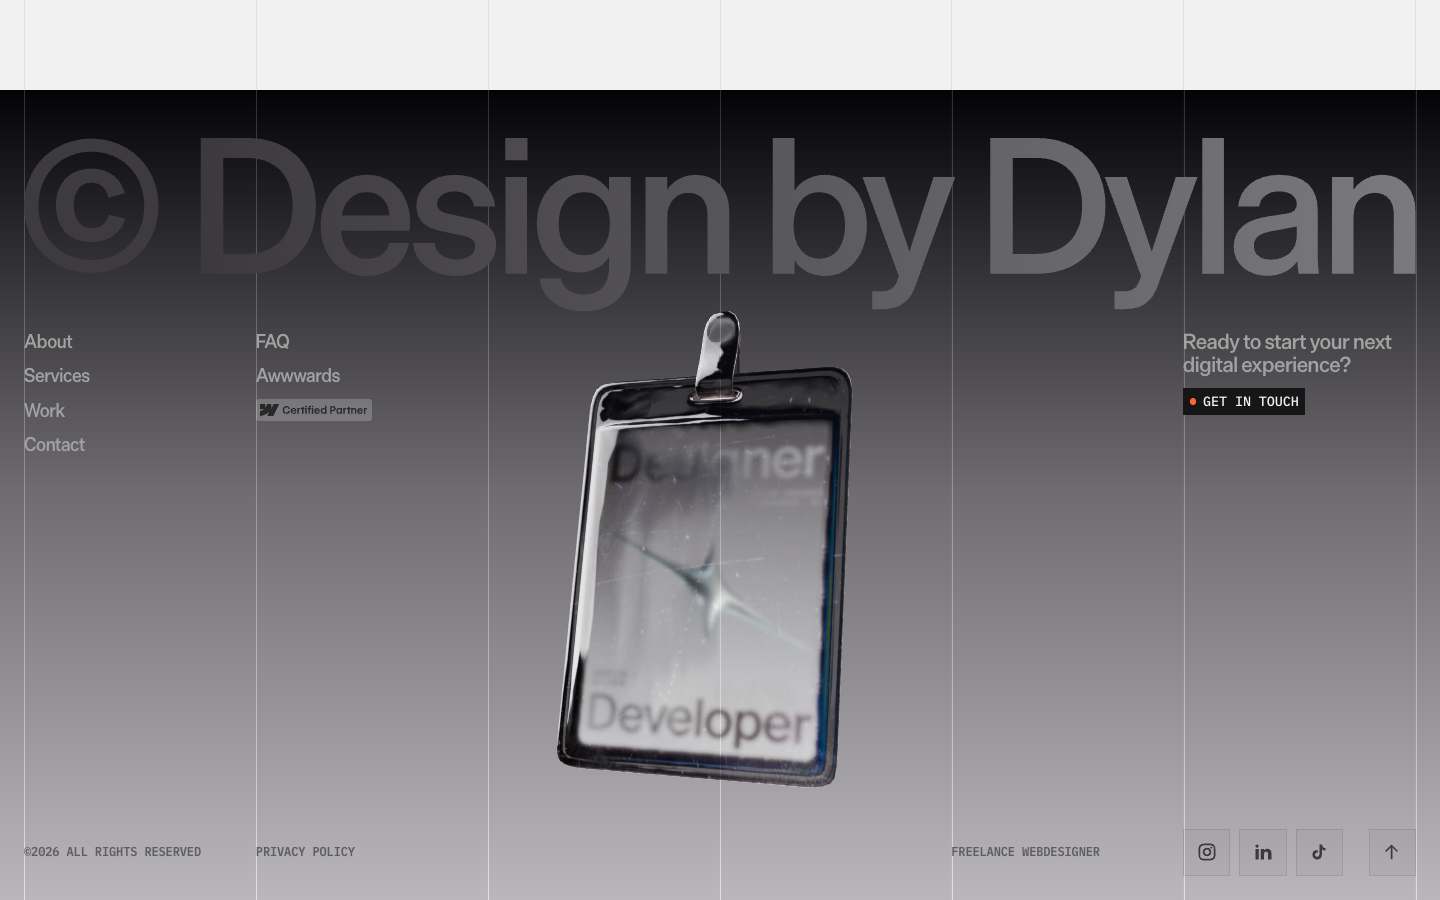 © Design by Dylan
About
Services
Work
Contact
FAQ
Awwwards
Certified Partner
Ready to start your next
digital experience?
GET IN TOUCH
Designer
Developer
©2026 ALL RIGHTS RESERVED
PRIVACY POLICY
FREELANCE WEBDESIGNER